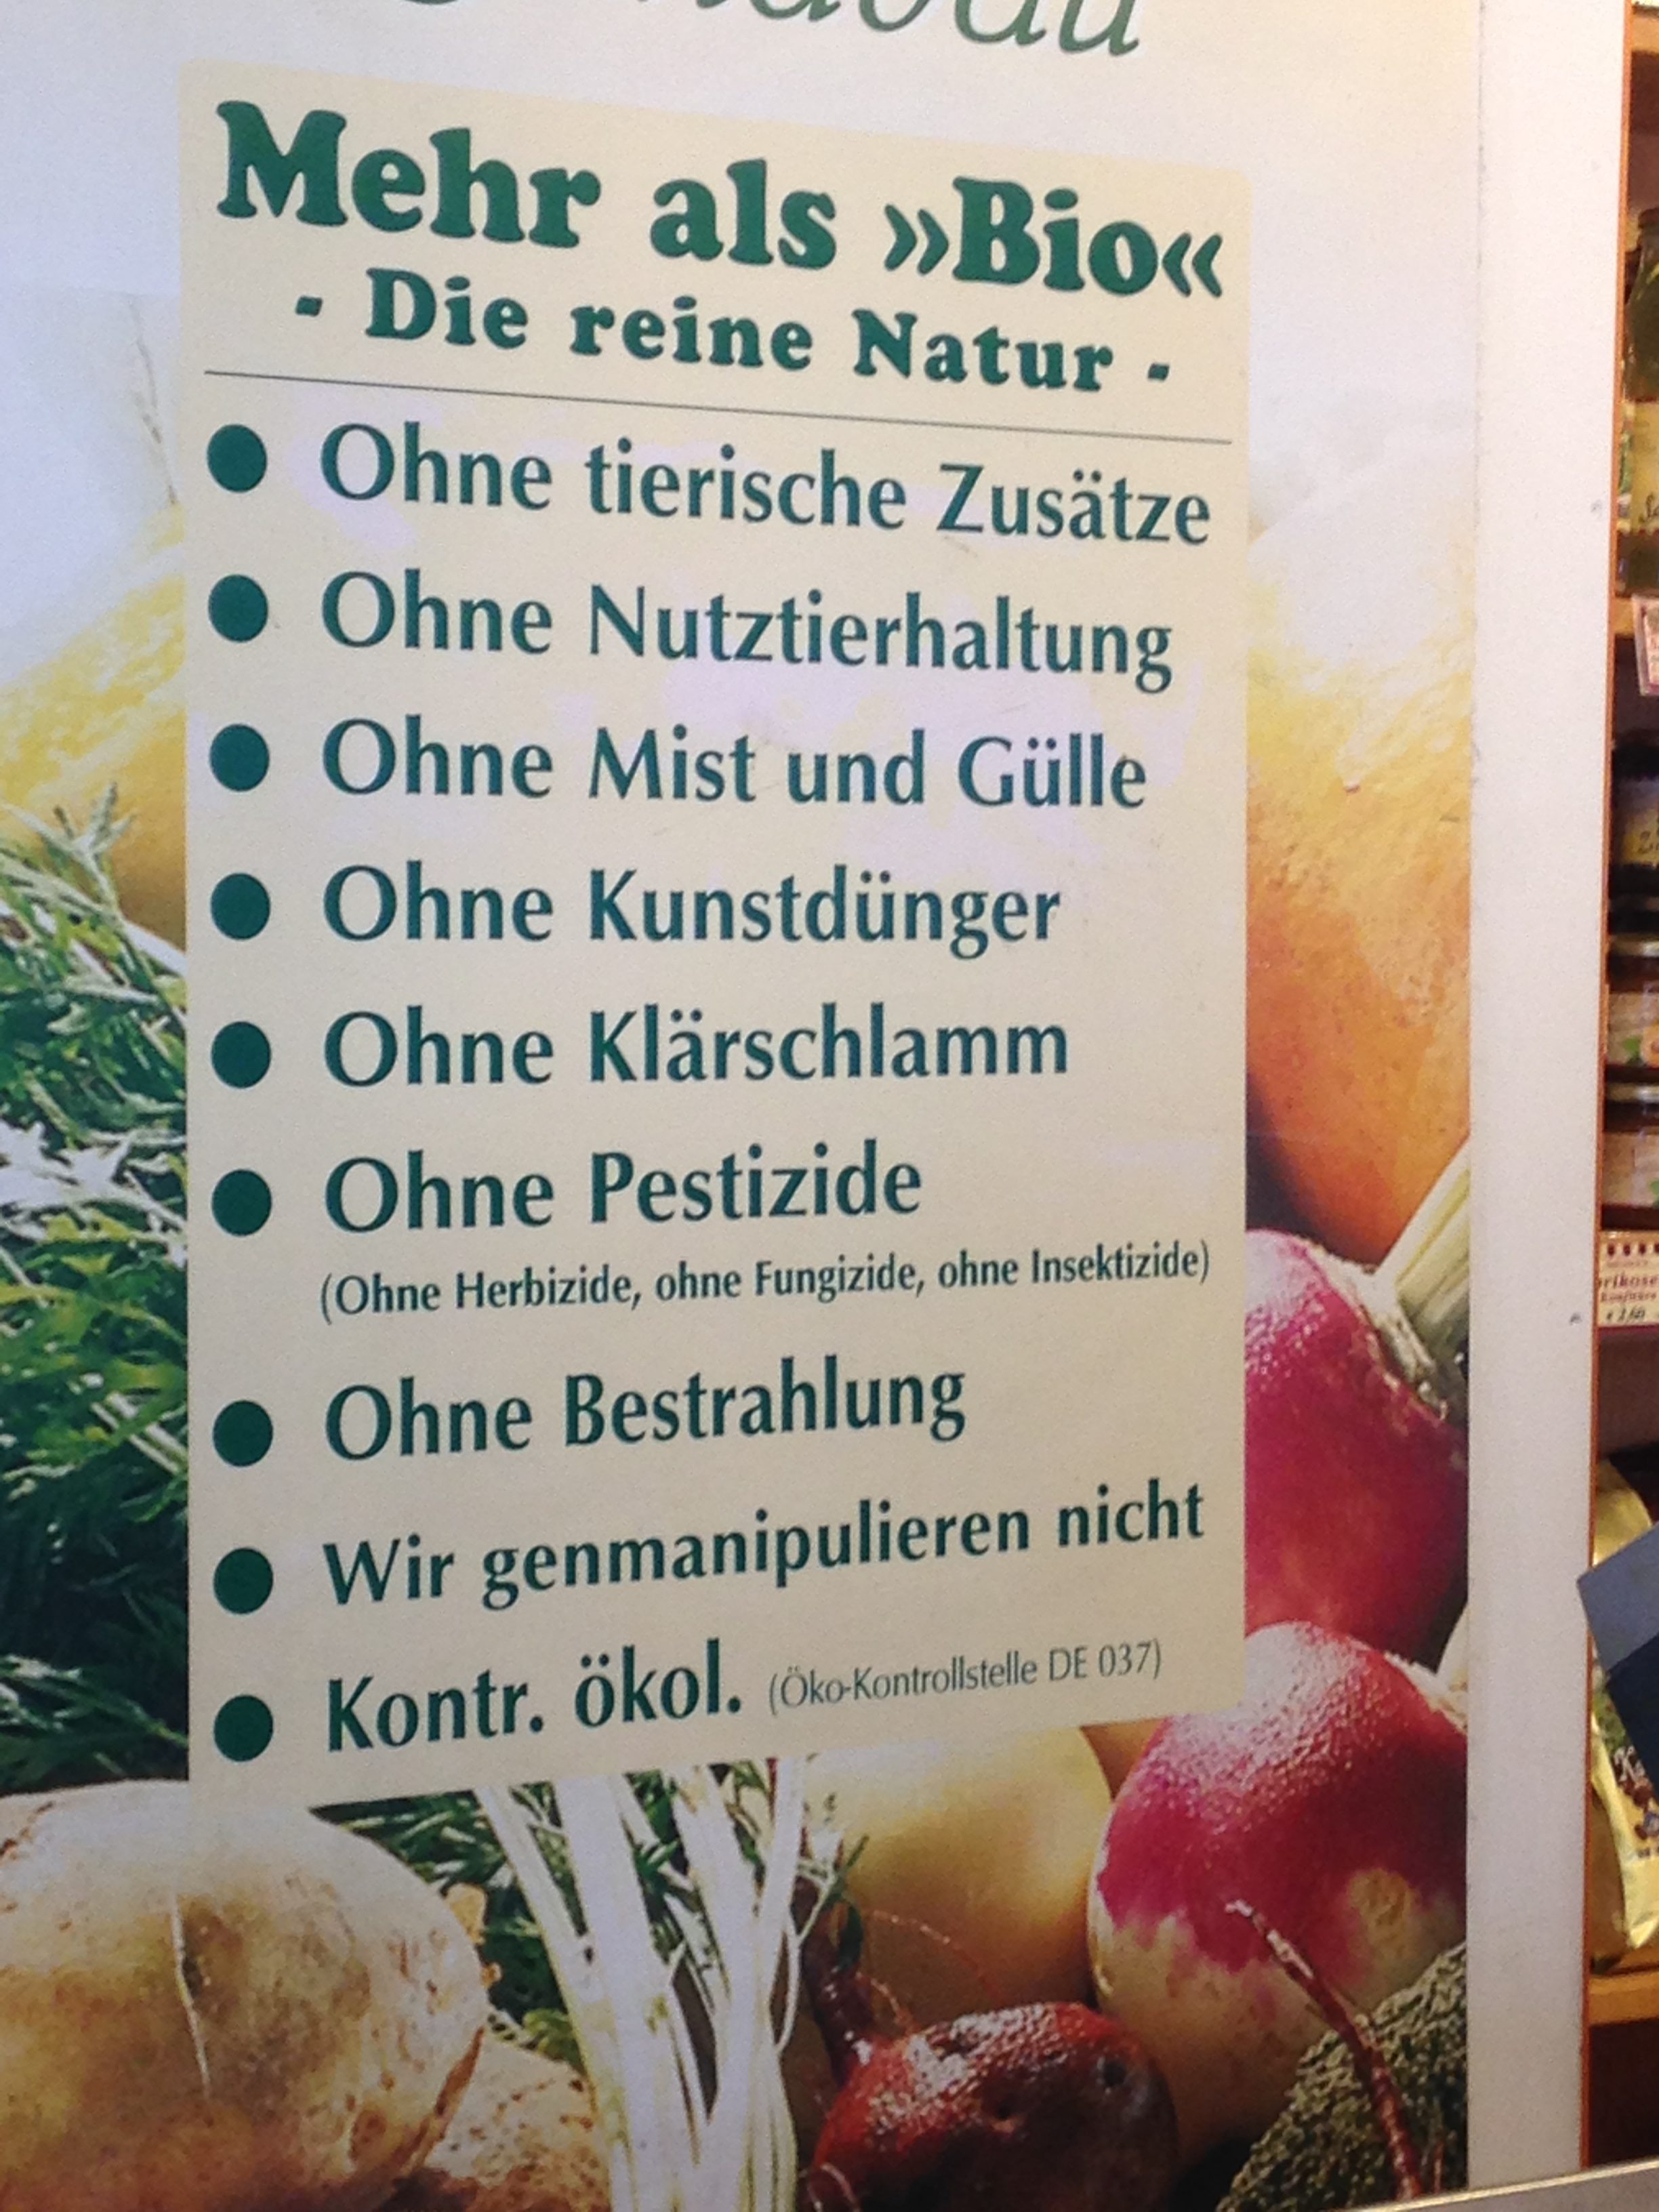 Mehr als »Bio«
- Die reine Natur -
● Ohne tierische Zusätze
● Ohne Nutztierhaltung
● Ohne Mist und Gülle
● Ohne Kunstdünger
● Ohne Klärschlamm
● Ohne Pestizide
(Ohne Herbizide, ohne Fungizide, ohne Insektizide)
● Ohne Bestrahlung
● Wir genmanipulieren nicht
● Kontr. ökol. (Öko-Kontrollstelle DE 037)